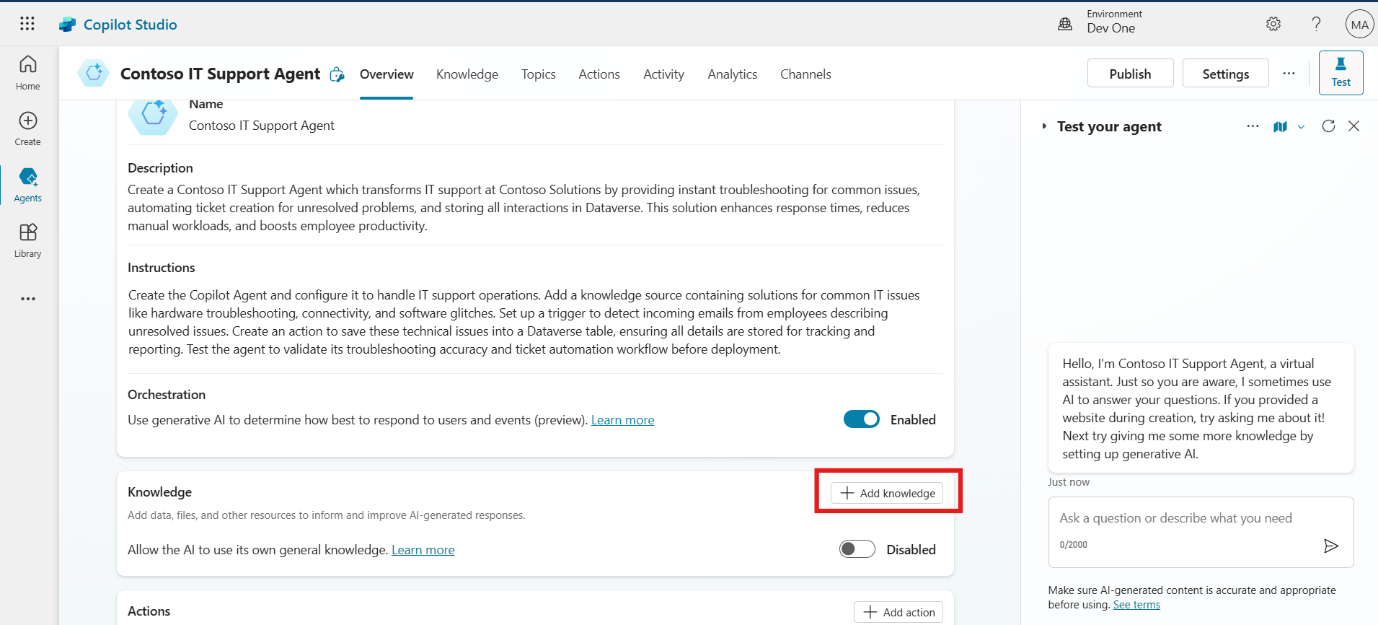 Copilot Studio
Environment
Dev One
MA
Home
Create
Agents
Library
Contoso IT Support Agent
Overview
Knowledge
Topics
Actions
Activity
Analytics
Channels
Publish
Settings
Test
Name
Contoso IT Support Agent
Description
Create a Contoso IT Support Agent which transforms IT support at Contoso Solutions by providing instant troubleshooting for common issues,
automating ticket creation for unresolved problems, and storing all interactions in Dataverse. This solution enhances response times, reduces
manual workloads, and boosts employee productivity.
Instructions
Create the Copilot Agent and configure it to handle IT support operations. Add a knowledge source containing solutions for common IT issues
like hardware troubleshooting, connectivity, and software glitches. Set up a trigger to detect incoming emails from employees describing
unresolved issues. Create an action to save these technical issues into a Dataverse table, ensuring all details are stored for tracking and
reporting. Test the agent to validate its troubleshooting accuracy and ticket automation workflow before deployment.
Orchestration
Use generative AI to determine how best to respond to users and events (preview). Learn more
Enabled
Knowledge
Add knowledge
Add data, files, and other resources to inform and improve AI-generated responses.
Allow the AI to use its own general knowledge. Learn more
Disabled
Actions
Add action
Test your agent
Hello, I'm Contoso IT Support Agent, a virtual
assistant. Just so you are aware, I sometimes use
AI to answer your questions. If you provided a
website during creation, try asking me about it!
Next try giving me some more knowledge by
setting up generative AI.
Just now
Ask a question or describe what you need
0/2000
Make sure AI-generated content is accurate and appropriate
before using. See terms